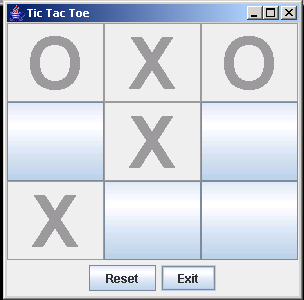 Tic Tac Toe
O X O
X
X
Reset Exit